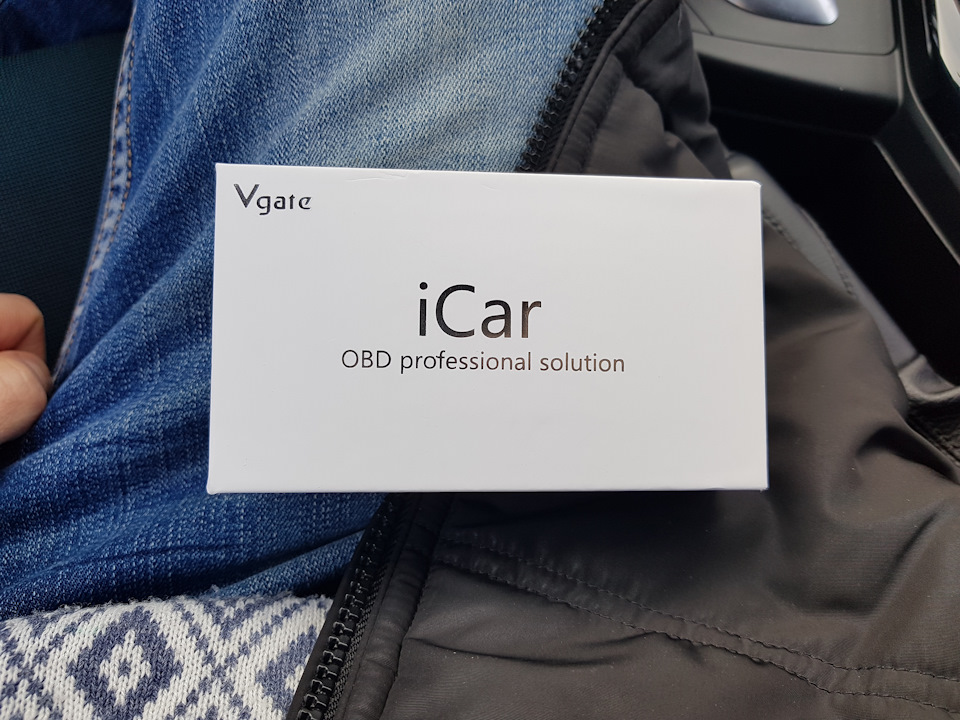 Vgate
iCar
OBD professional solution